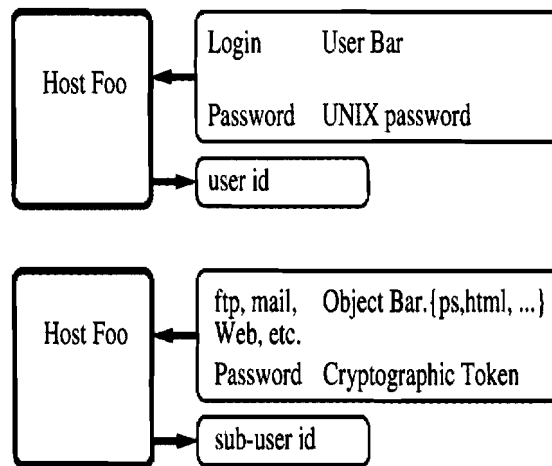 Login User Bar
Host Foo
Password UNIX password
user id
ftp, mail, Object Bar.{ps,html, ...}
Web, etc.
Host Foo
Password Cryptographic Token
sub-user id